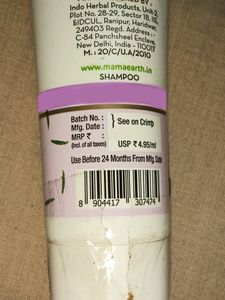 Indo Herbal Products, Unit-2
Plot No. 28-29, Sector 1B, IIE,
SIDCUL, Ranipur, Haridwar,
249403 Regd. Address :
C-84 Panchsheel Enclave,
New Delhi, India - 110017
M. : 20/C/UA/2010
www.mamaearth.in
SHAMPOO
Batch No. :
Mfg. Date :
MRP ₹ :
(Incl. of all taxes)
See on Crimp
USP ₹ 4.95/ml
Use Before 24 Months From Mfg. Date
8 904417 307474